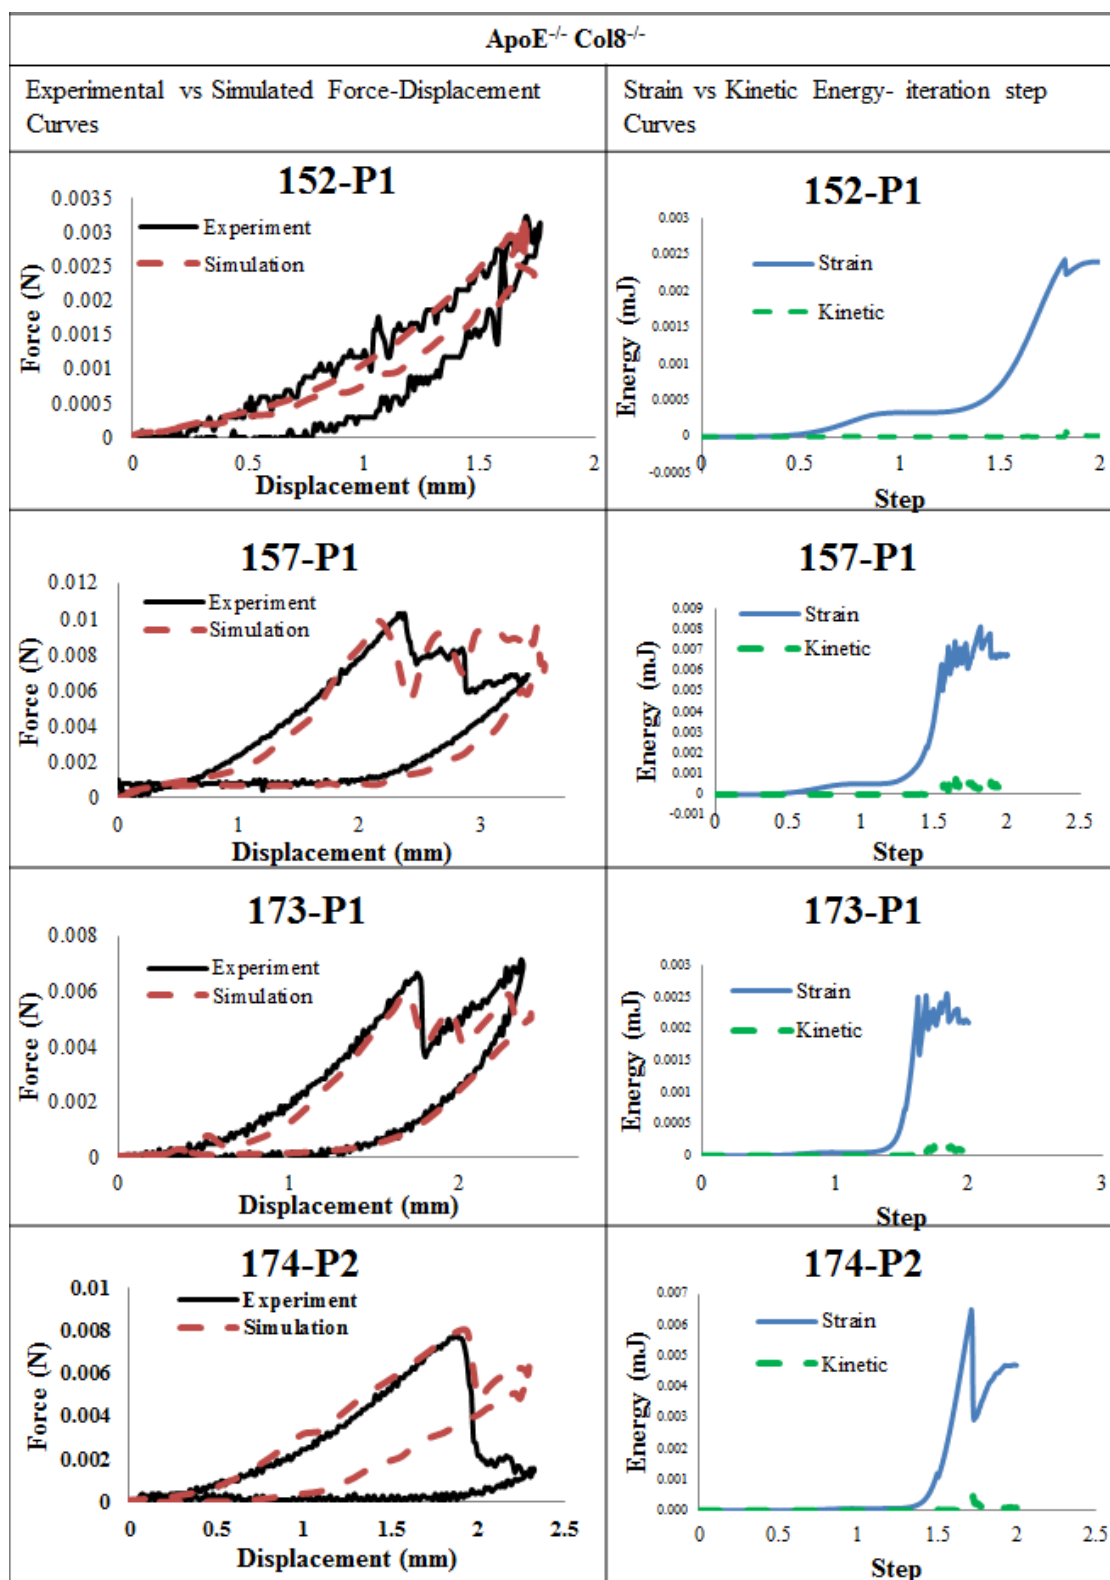 ApoE-/- Col8-/-
Experimental vs Simulated Force-Displacement
Curves
Strain vs Kinetic Energy- iteration step
Curves
152-P1
0.0035
0.003
0.0025
0.002
0.0015
0.001
0.0005
0
Force (N)
Experiment
Simulation
0
0.5
1
1.5
2
Displacement (mm)
152-P1
0.003
0.0025
0.002
0.0015
0.001
0.0005
0
-0.0005
Energy (mJ)
Strain
Kinetic
0
0.5
1
1.5
2
Step
157-P1
0.012
0.01
0.008
0.006
0.004
0.002
0
Force (N)
Experiment
Simulation
0
1
2
3
Displacement (mm)
157-P1
0.009
0.008
0.007
0.006
0.005
0.004
0.003
0.002
0.001
0
-0.001
Energy (mJ)
Strain
Kinetic
0
0.5
1
1.5
2
2.5
Step
173-P1
0.008
0.006
0.004
0.002
0
Force (N)
Experiment
Simulation
0
1
2
Displacement (mm)
173-P1
0.003
0.0025
0.002
0.0015
0.001
0.0005
0
Energy (mJ)
Strain
Kinetic
0
1
2
3
Step
174-P2
0.01
0.008
0.006
0.004
0.002
0
Force (N)
Experiment
Simulation
0
0.5
1
1.5
2
2.5
Displacement (mm)
174-P2
0.007
0.006
0.005
0.004
0.003
0.002
0.001
0.000
Energy (mJ)
Strain
Kinetic
0
0.5
1
1.5
2
Step